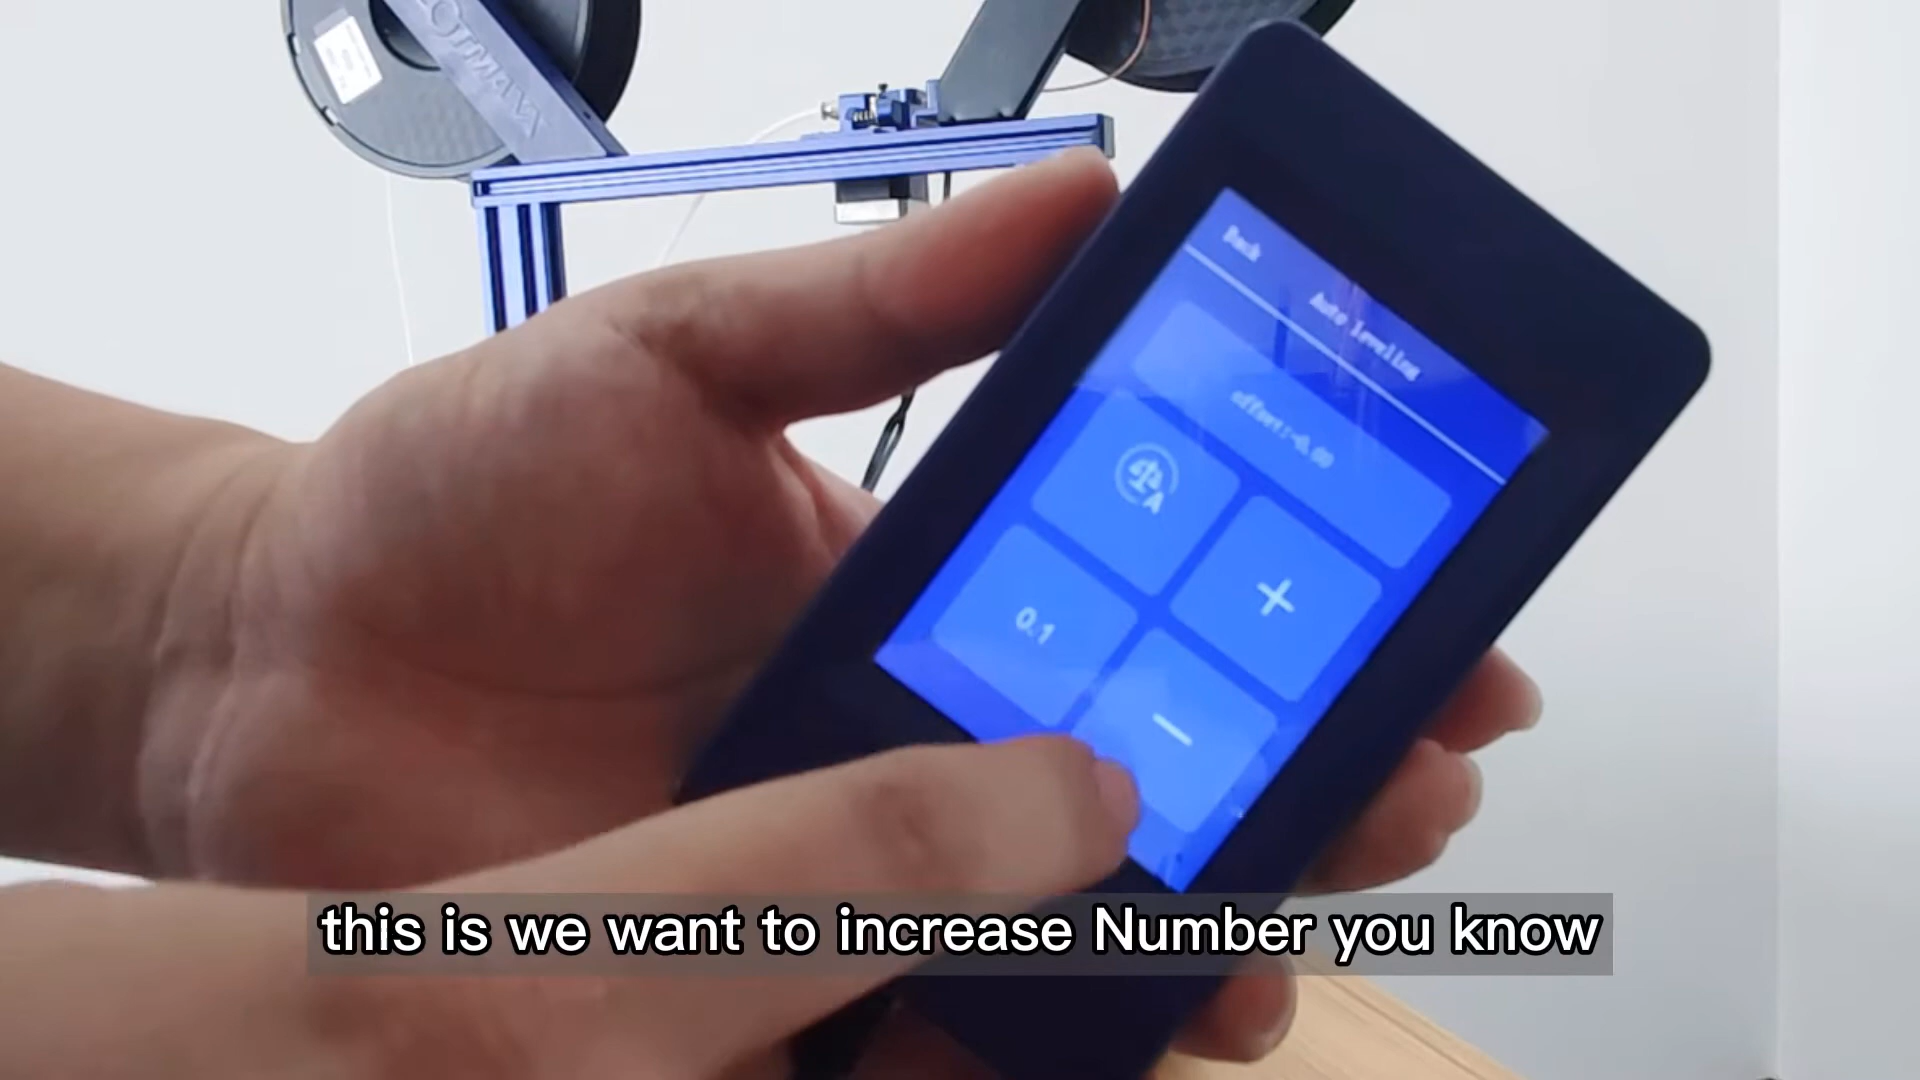 Back
Auto leveling
0.1
A
this is we want to increase Number you know